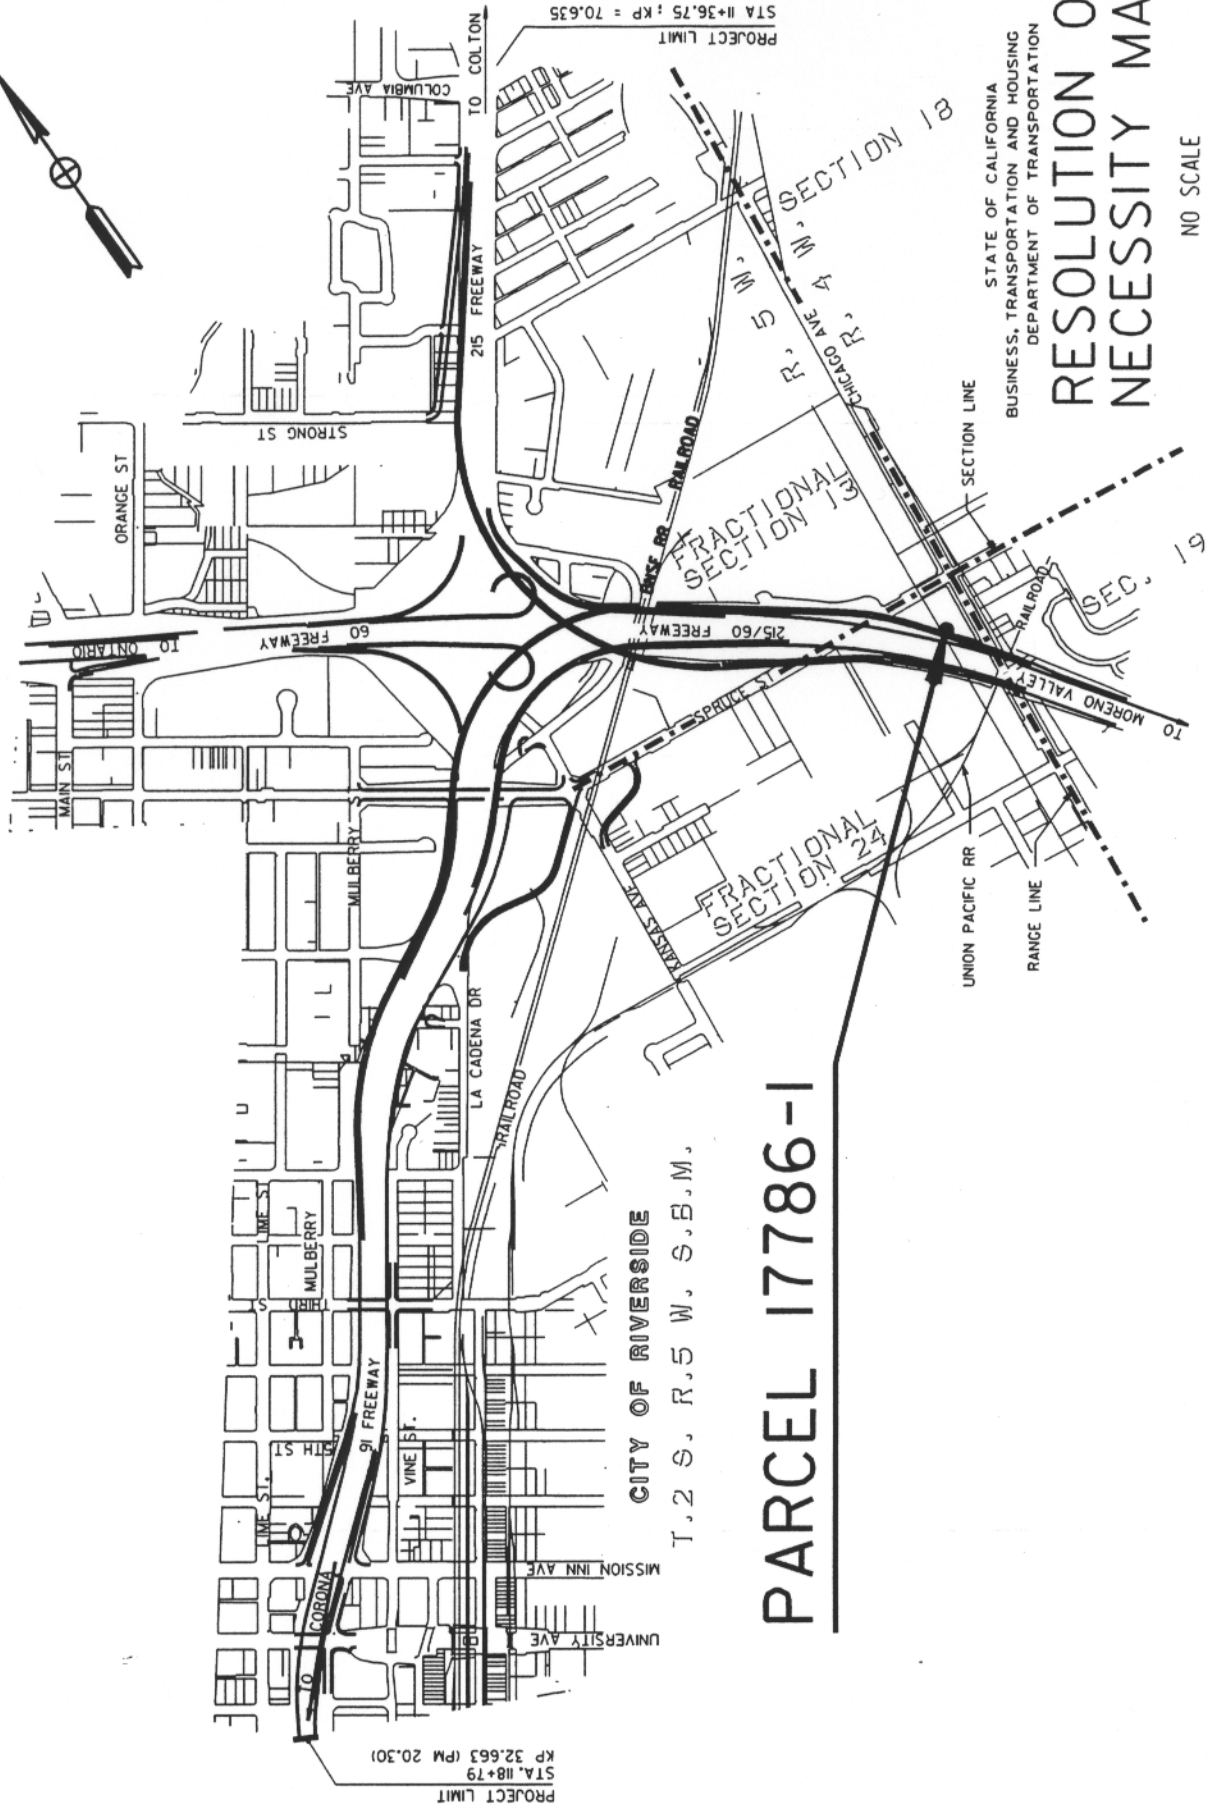 PROJECT LIMIT
STA 11+36.75 ; KP = 70.635
TO COLTON
COLUMBIA AVE
215 FREEWAY
STRONG ST
ORANGE ST
60 FREEWAY
TO
ONTARIO
MAIN ST
MULBERRY
BNSF RR
RAILROAD
FRACTIONAL
SECTION 13
R. 5 W.
R. 4 W. SECTION 18
CHICAGO AVE
SECTION LINE
215/60 FREEWAY
SPRUCE ST
RAILROAD
SEC. 19
TO
MORENO VALLEY
FRACTIONAL
SECTION 24
KANSAS AVE
UNION PACIFIC RR
RANGE LINE
LA CADENA DR
RAILROAD
LIME ST
MULBERRY
THIRD ST
91 FREEWAY
5TH ST
LIME ST.
VINE ST.
MISSION INN AVE
UNIVERSITY AVE
TO CORONA
PROJECT LIMIT
STA. 118+79
KP 32.663 (PM 20.30)
CITY OF RIVERSIDE
T.2 S. R.5 W. S.B.M.
PARCEL 17786-1
STATE OF CALIFORNIA
BUSINESS, TRANSPORTATION AND HOUSING
DEPARTMENT OF TRANSPORTATION
RESOLUTION O
NECESSITY MA
NO SCALE